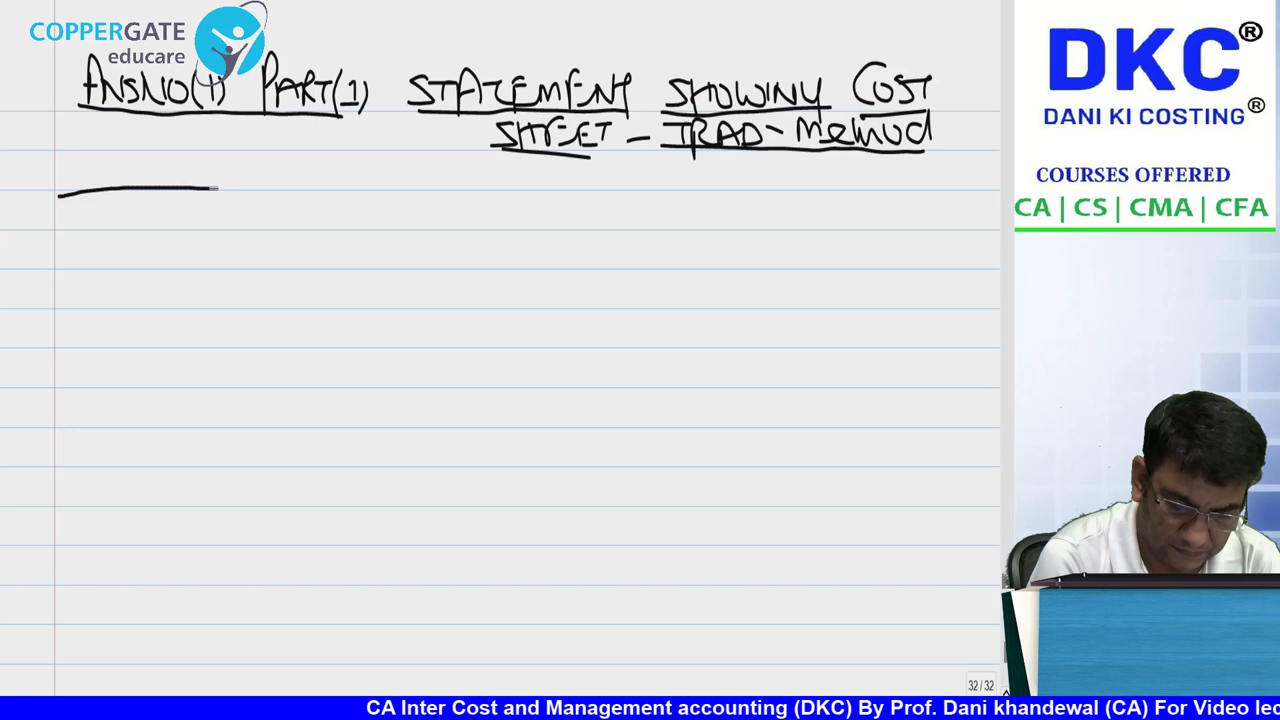 COPPERGATE
educare
ANSNO(4) PART(1) STATEMENT SHOWING COST
SHEET - TRAD- Method
DKC®
DANI KI COSTING®
COURSES OFFERED
CA | CS | CMA | CFA
32 / 32
CA Inter Cost and Management accounting (DKC) By Prof. Dani khandewal (CA) For Video lec